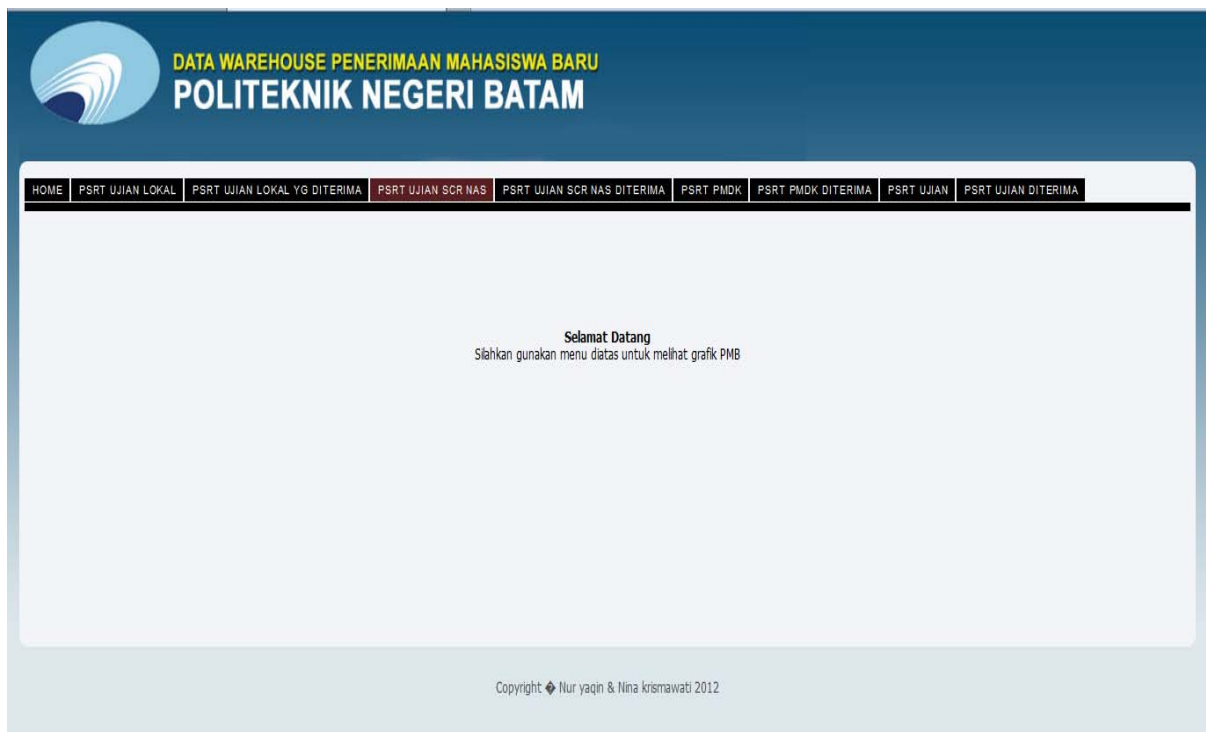 DATA WAREHOUSE PENERIMAAN MAHASISWA BARU
POLITEKNIK NEGERI BATAM
HOME PSRT UJIAN LOKAL PSRT UJIAN LOKAL YG DITERIMA PSRT UJIAN SCR NAS PSRT UJIAN SCR NAS DITERIMA PSRT PMDK PSRT PMDK DITERIMA PSRT UJIAN PSRT UJIAN DITERIMA
Selamat Datang
Silahkan gunakan menu diatas untuk melihat grafik PMB
Copyright � Nur yaqin & Nina krismawati 2012